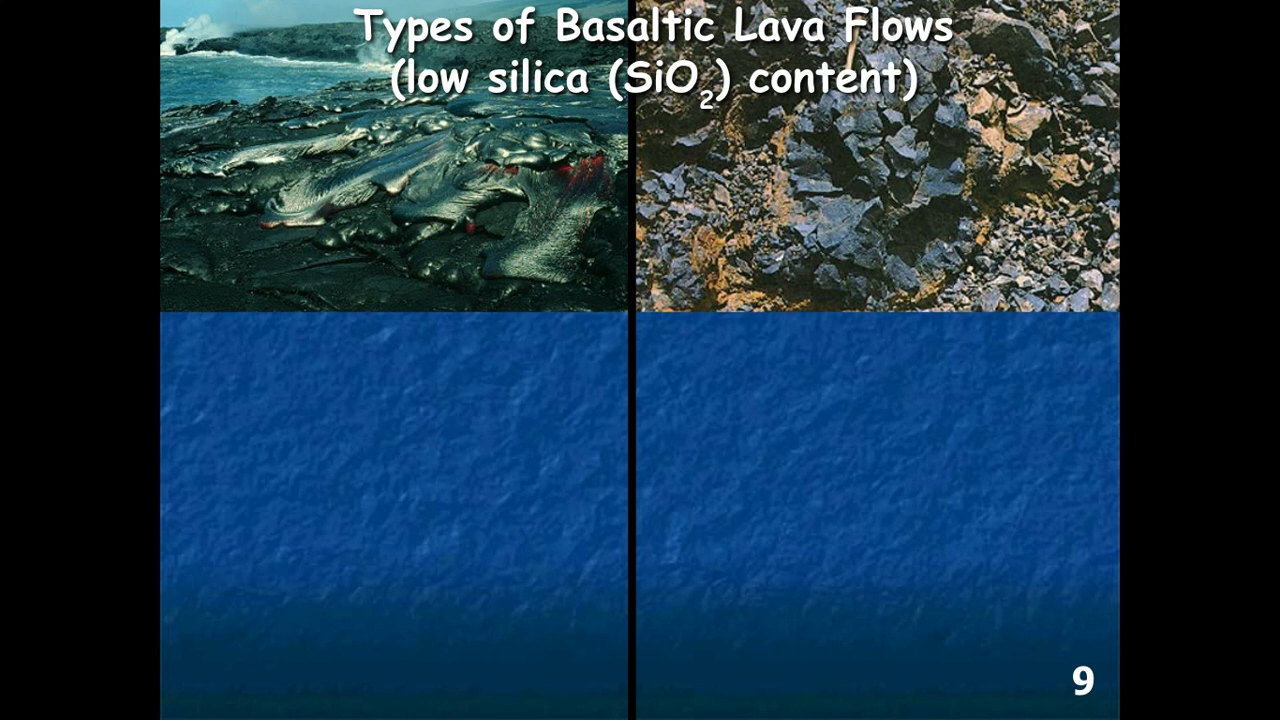 Types of Basaltic Lava Flows
(low silica (SiO₂) content)
9